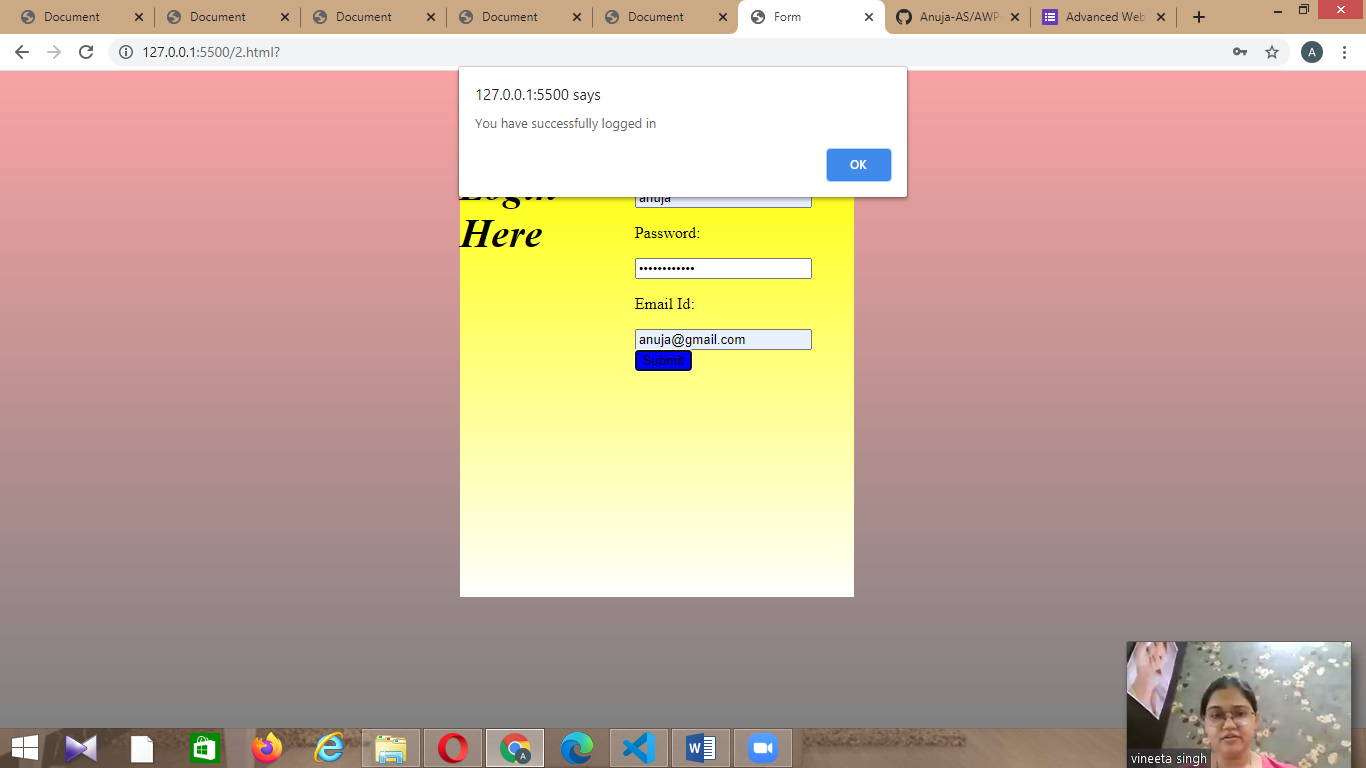 Document
Document
Document
Document
Document
Form
Anuja-AS/AWP
Advanced Web
127.0.0.1:5500/2.html?
A
127.0.0.1:5500 says
You have successfully logged in
OK
Login
Here
anuja
Password:
••••••••••••
Email Id:
anuja@gmail.com
Submit
vineeta singh
A